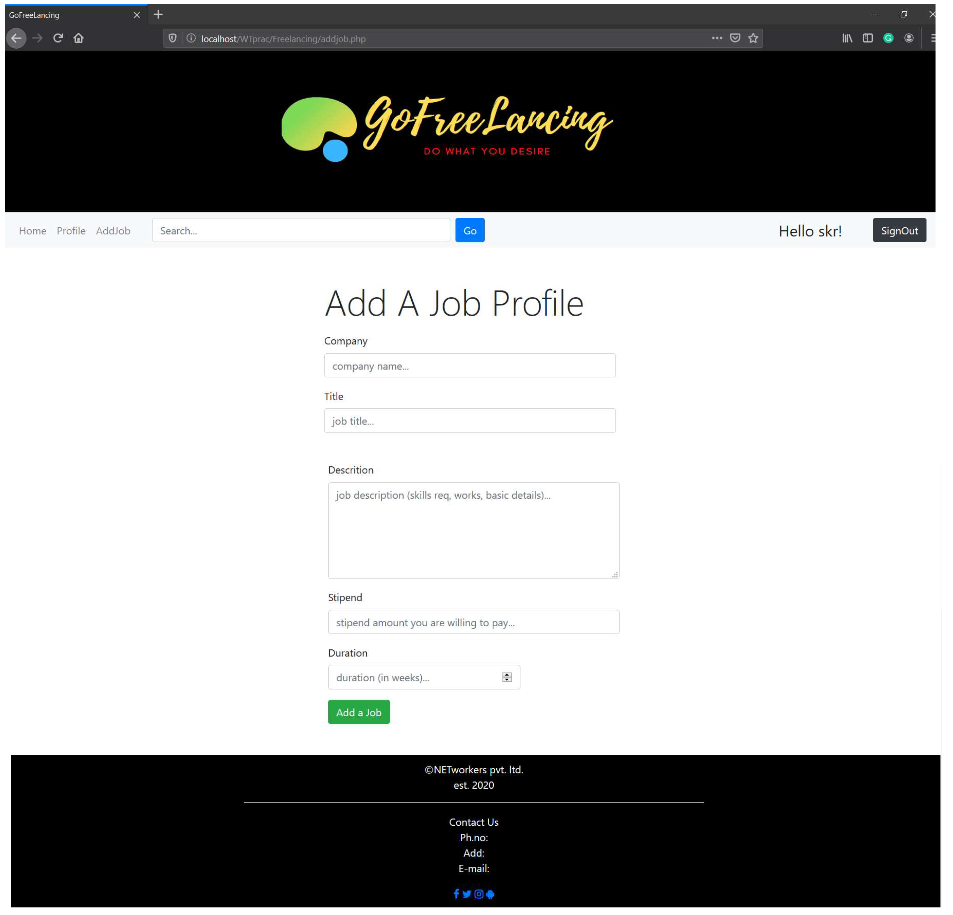 GoFreeLancing
localhost/WTprac/Freelancing/addjob.php
GoFreeLancing
DO WHAT YOU DESIRE
Home Profile AddJob Search... Go Hello skr! SignOut
Add A Job Profile
Company
company name...
Title
job title...
Descrition
job description (skills req, works, basic details)...
Stipend
stipend amount you are willing to pay...
Duration
duration (in weeks)...
Add a Job
©NETworkers pvt. ltd.
est. 2020
Contact Us
Ph.no:
Add:
E-mail: